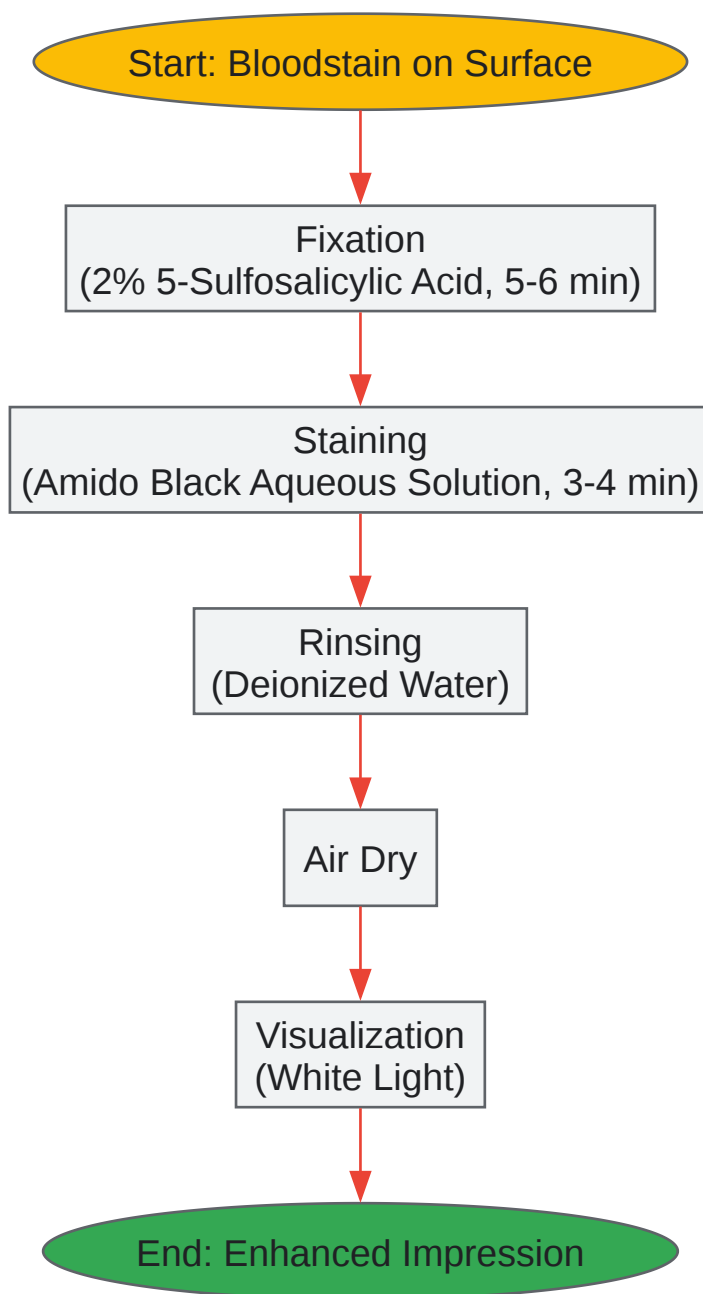 Start: Bloodstain on Surface
Fixation
(2% 5-Sulfosalicylic Acid, 5-6 min)
Staining
(Amido Black Aqueous Solution, 3-4 min)
Rinsing
(Deionized Water)
Air Dry
Visualization
(White Light)
End: Enhanced Impression